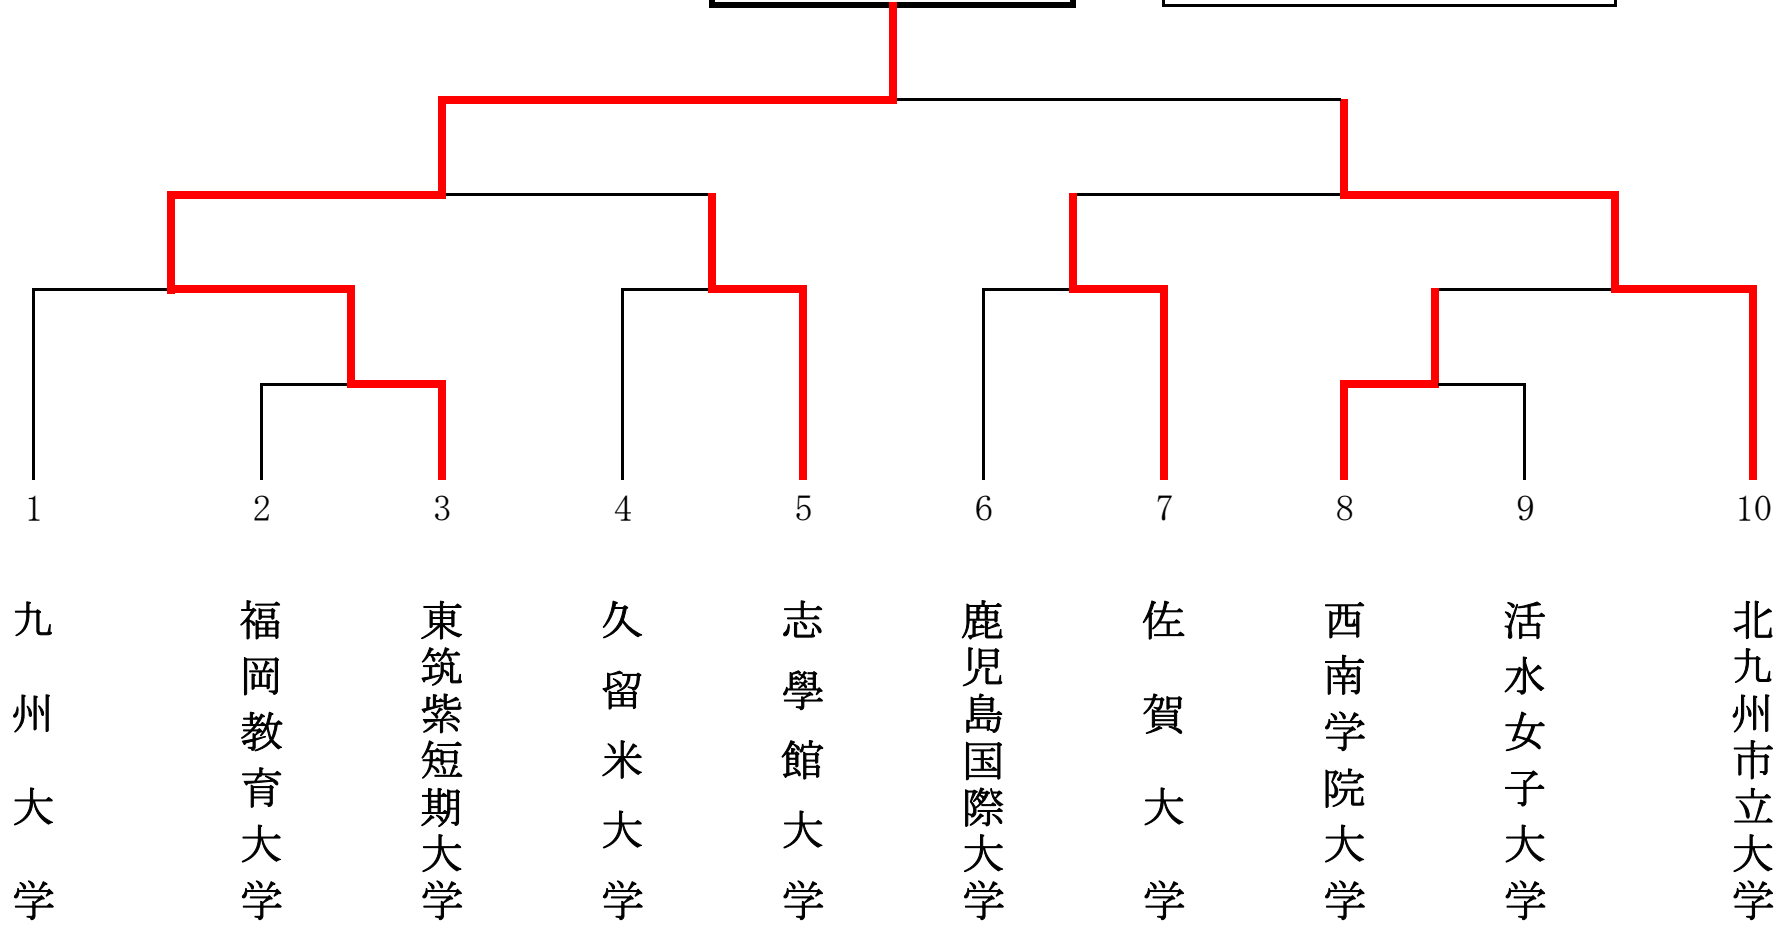 1
2
3
4
5
6
7
8
9
10
九州大学
福岡教育大学
東筑紫短期大学
久留米大学
志學館大学
鹿児島国際大学
佐賀大学
西南学院大学
活水女子大学
北九州市立大学